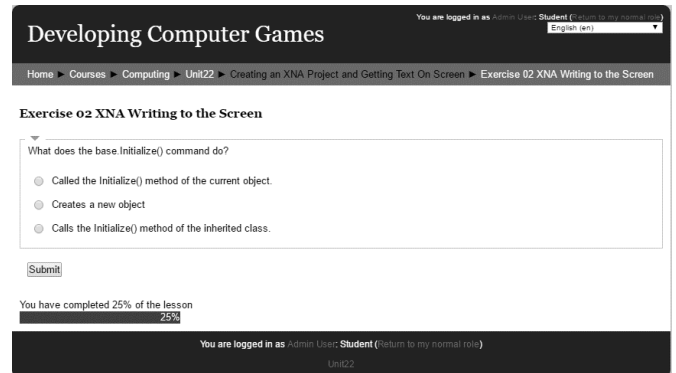 You are logged in as Admin User: Student (Return to my normal role)
English (en)
Developing Computer Games
Home ► Courses ► Computing ► Unit22 ► Creating an XNA Project and Getting Text On Screen ► Exercise 02 XNA Writing to the Screen
Exercise 02 XNA Writing to the Screen
What does the base.Initialize() command do?
Called the Initialize() method of the current object.
Creates a new object
Calls the Initialize() method of the inherited class.
Submit
You have completed 25% of the lesson
25%
You are logged in as Admin User: Student (Return to my normal role)
Unit22